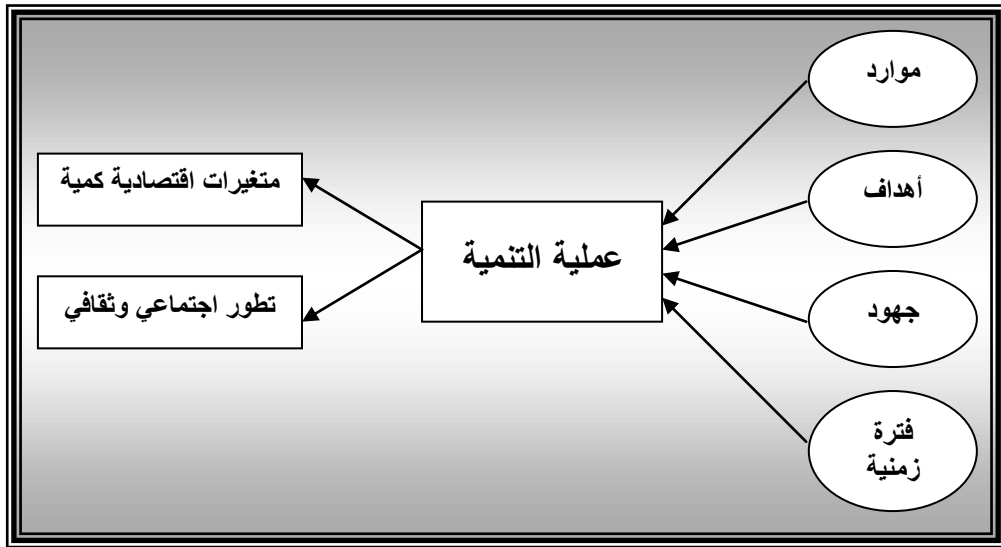 موارد
أهداف
جهود
فترة
زمنية
عملية التنمية
متغيرات اقتصادية كمية
تطور اجتماعي وثقافي